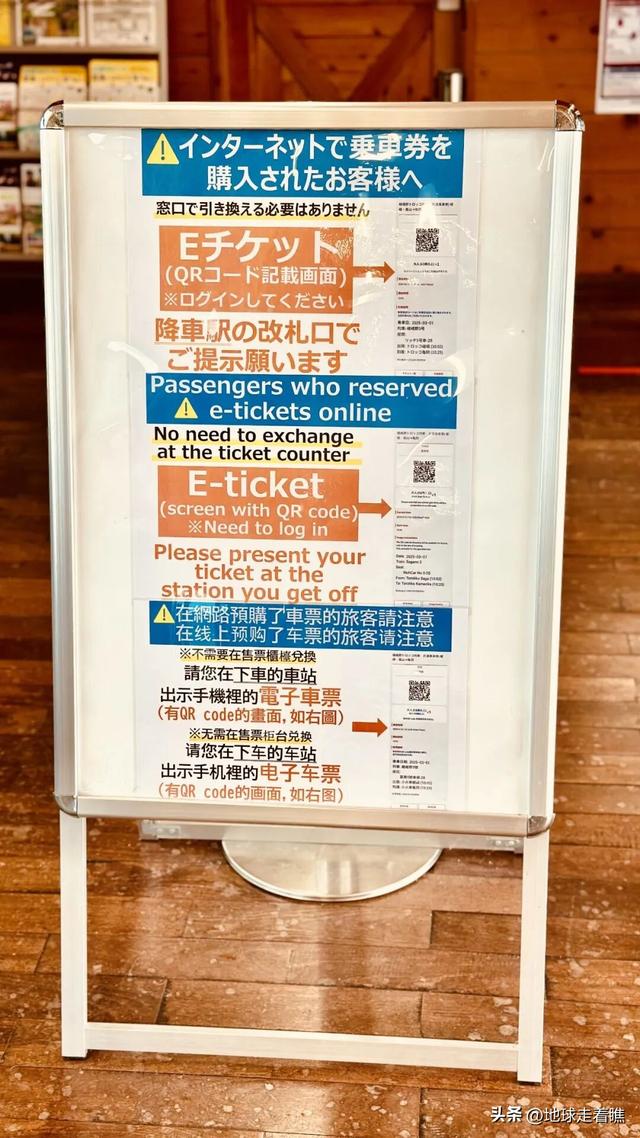 インターネットで乗車券を
購入されたお客様へ
窓口で引き換える必要はありません
Eチケット
(QRコード記載画面)
※ログインしてください
降車駅の改札口で
ご提示願います
Passengers who reserved
e-tickets online
No need to exchange
at the ticket counter
E-ticket
(screen with QR code)
※Need to log in
Please present your
ticket at the
station you get off
在網路預購了車票的旅客請注意
在线上预购了车票的旅客请注意
※不需要在售票櫃檯兌換
請您在下車的車站
出示手機裡的電子車票
(有QR code的畫面,如右圖)
※无需在售票柜台兑换
请您在下车的车站
出示手机裡的电子车票
(有QR code的画面,如右图)
头条 @地球走着瞧